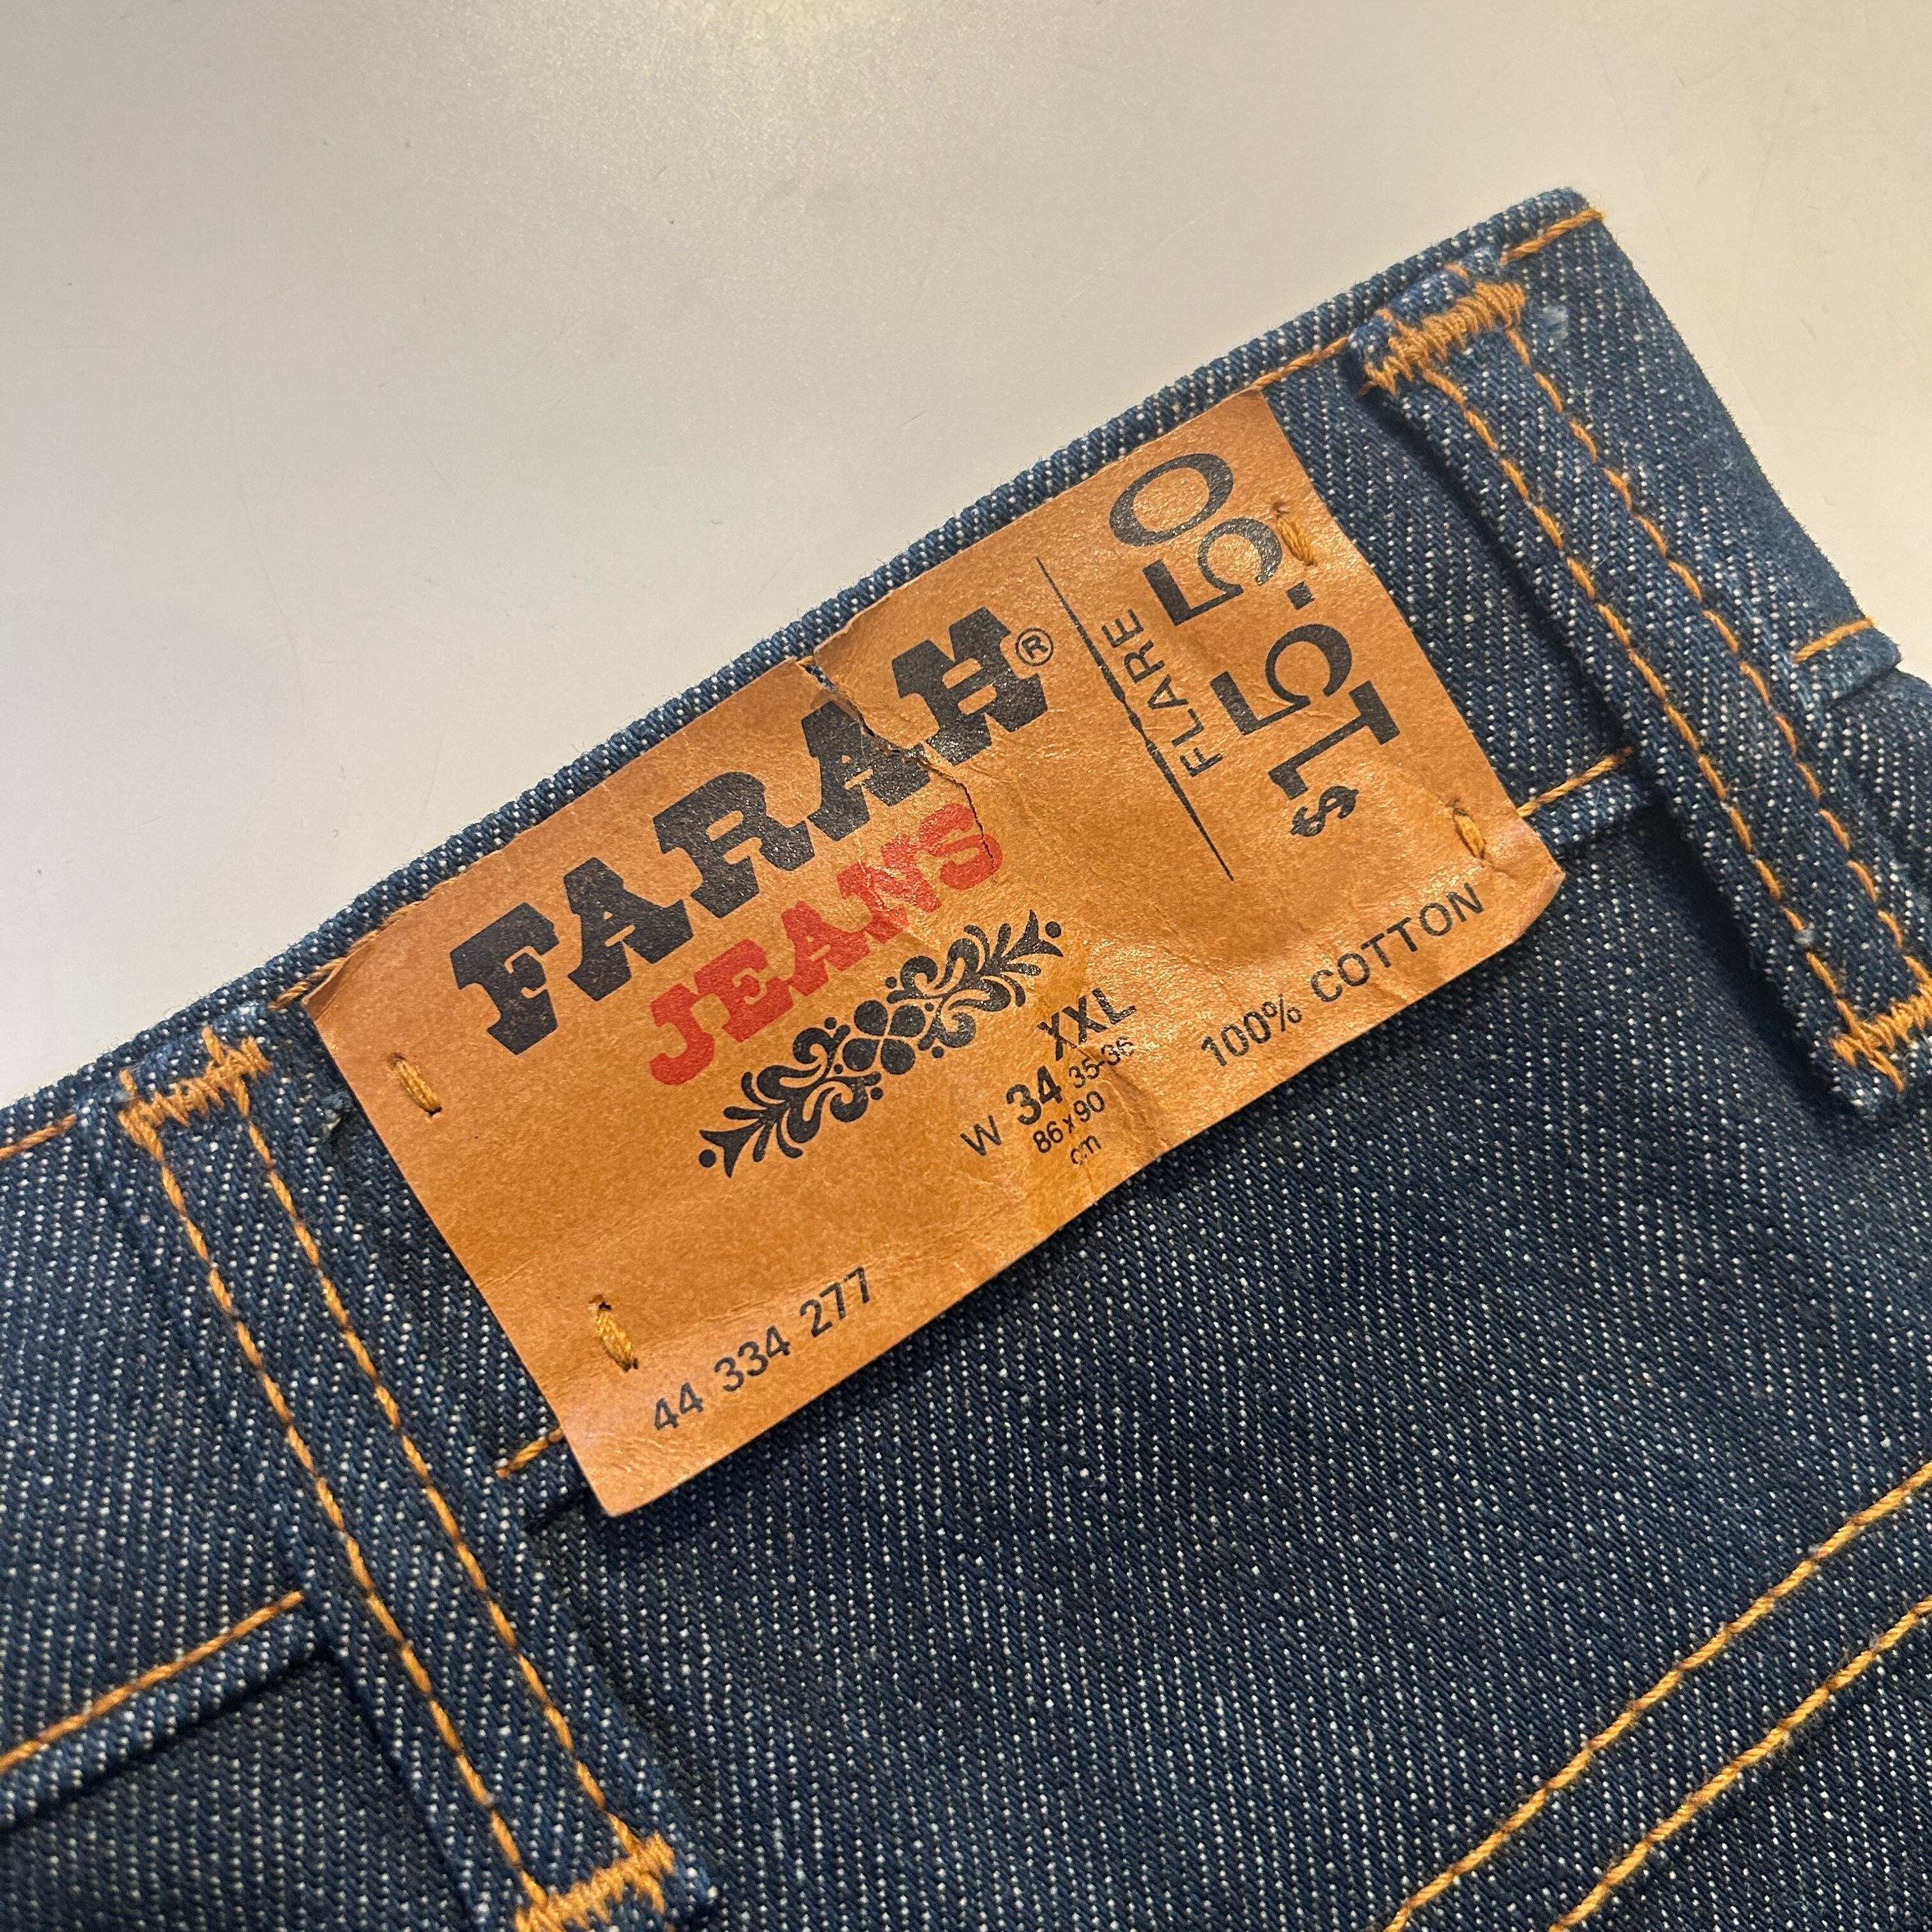 FARAH®
JEANS
FLARE
$15.50
XXL
W 34 35-36
86x90
cm
44 334 277
100% COTTON